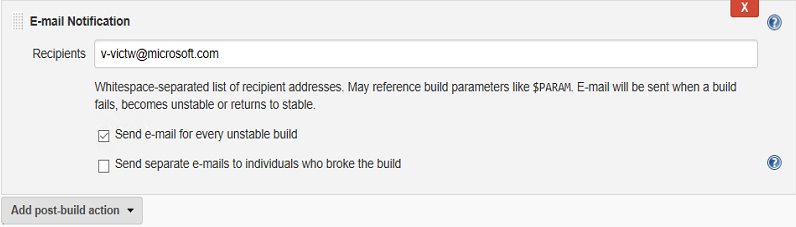 X
E-mail Notification
Recipients v-victw@microsoft.com
Whitespace-separated list of recipient addresses. May reference build parameters like $PARAM. E-mail will be sent when a build
fails, becomes unstable or returns to stable.
Send e-mail for every unstable build
Send separate e-mails to individuals who broke the build
Add post-build action